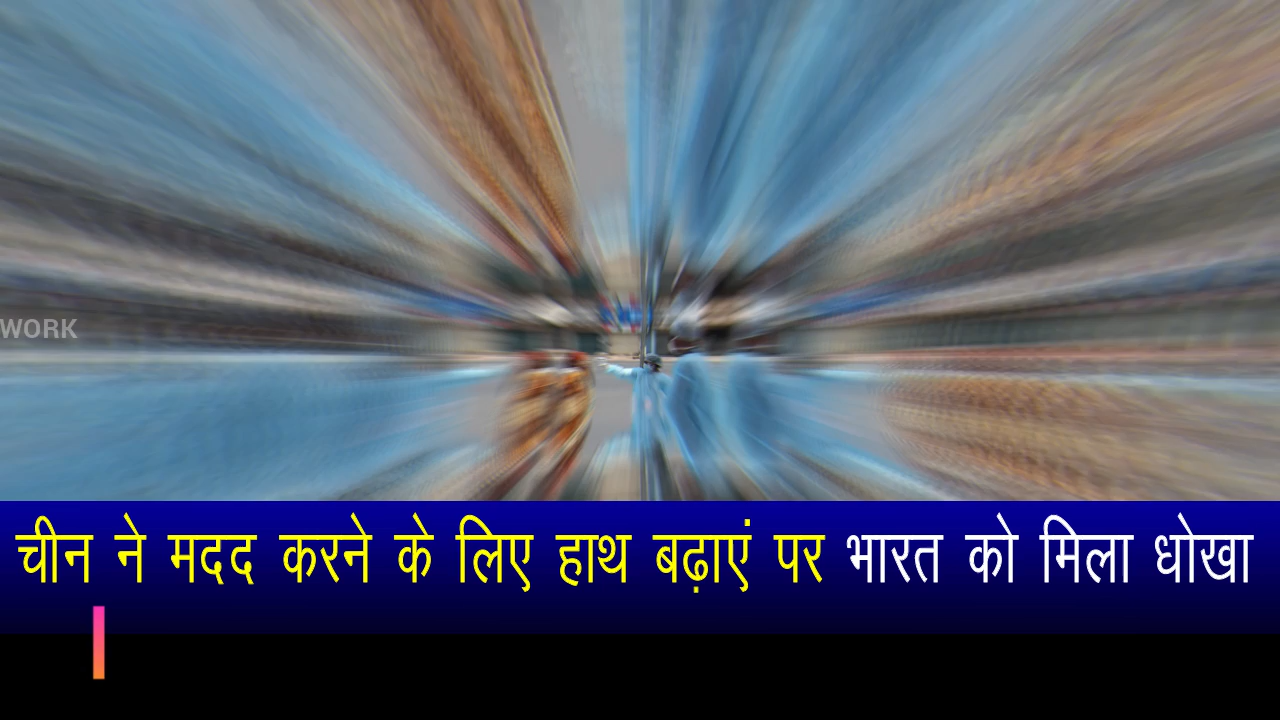 WORK
चीन ने मदद करने के लिए हाथ बढ़ाएं पर भारत को मिला धोखा